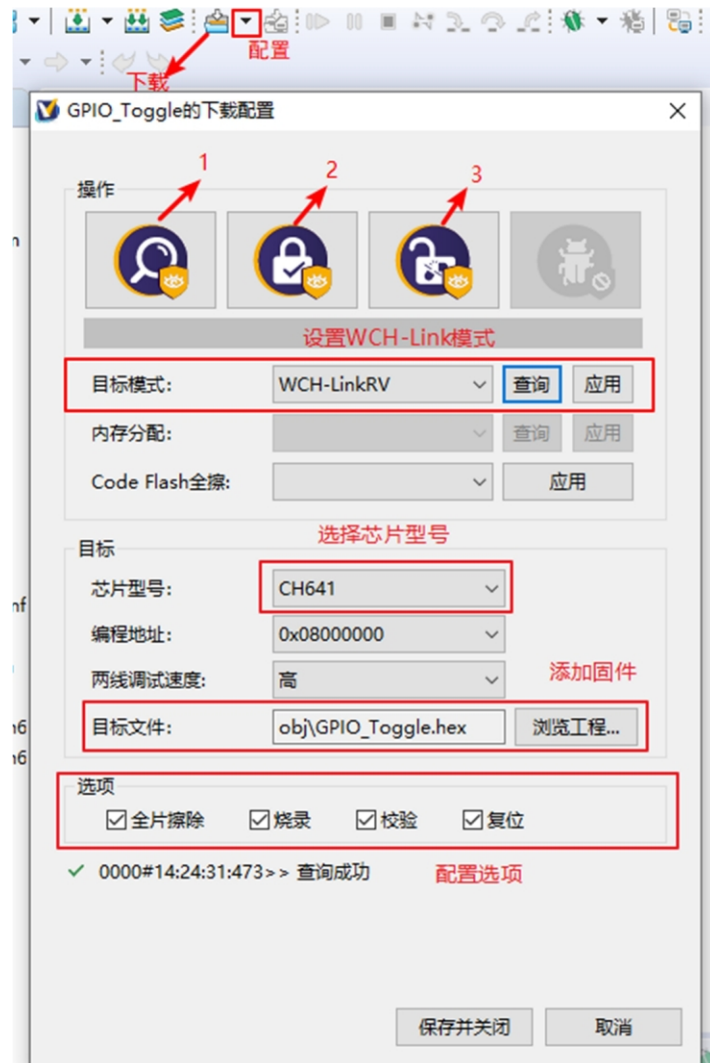 配置
下载
GPIO_Toggle的下载配置
1
2
3
操作
设置WCH-Link模式
目标模式:
WCH-LinkRV
查询
应用
内存分配:
查询
应用
Code Flash全擦:
应用
选择芯片型号
目标
芯片型号:
CH641
编程地址:
0x08000000
两线调试速度:
高
添加固件
目标文件:
obj\GPIO_Toggle.hex
浏览工程...
选项
全片擦除
烧录
校验
复位
0000#14:24:31:473>> 查询成功
配置选项
保存并关闭
取消